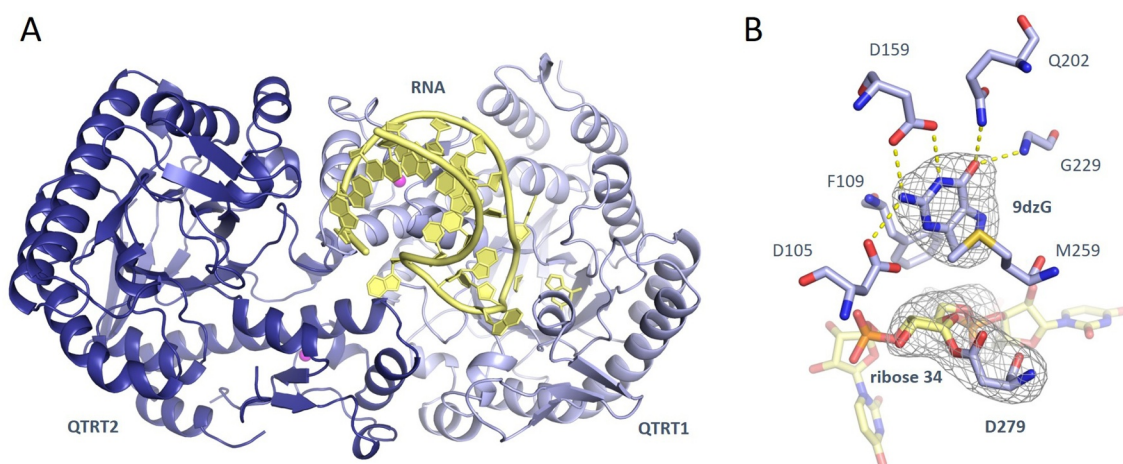 A
B
RNA
QTRT2
QTRT1
D159
Q202
G229
F109
9dzG
D105
M259
ribose 34
D279